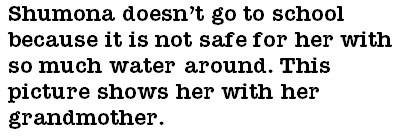 Shumona doesn't go to school
because it is not safe for her with
so much water around. This
picture shows her with her
grandmother.